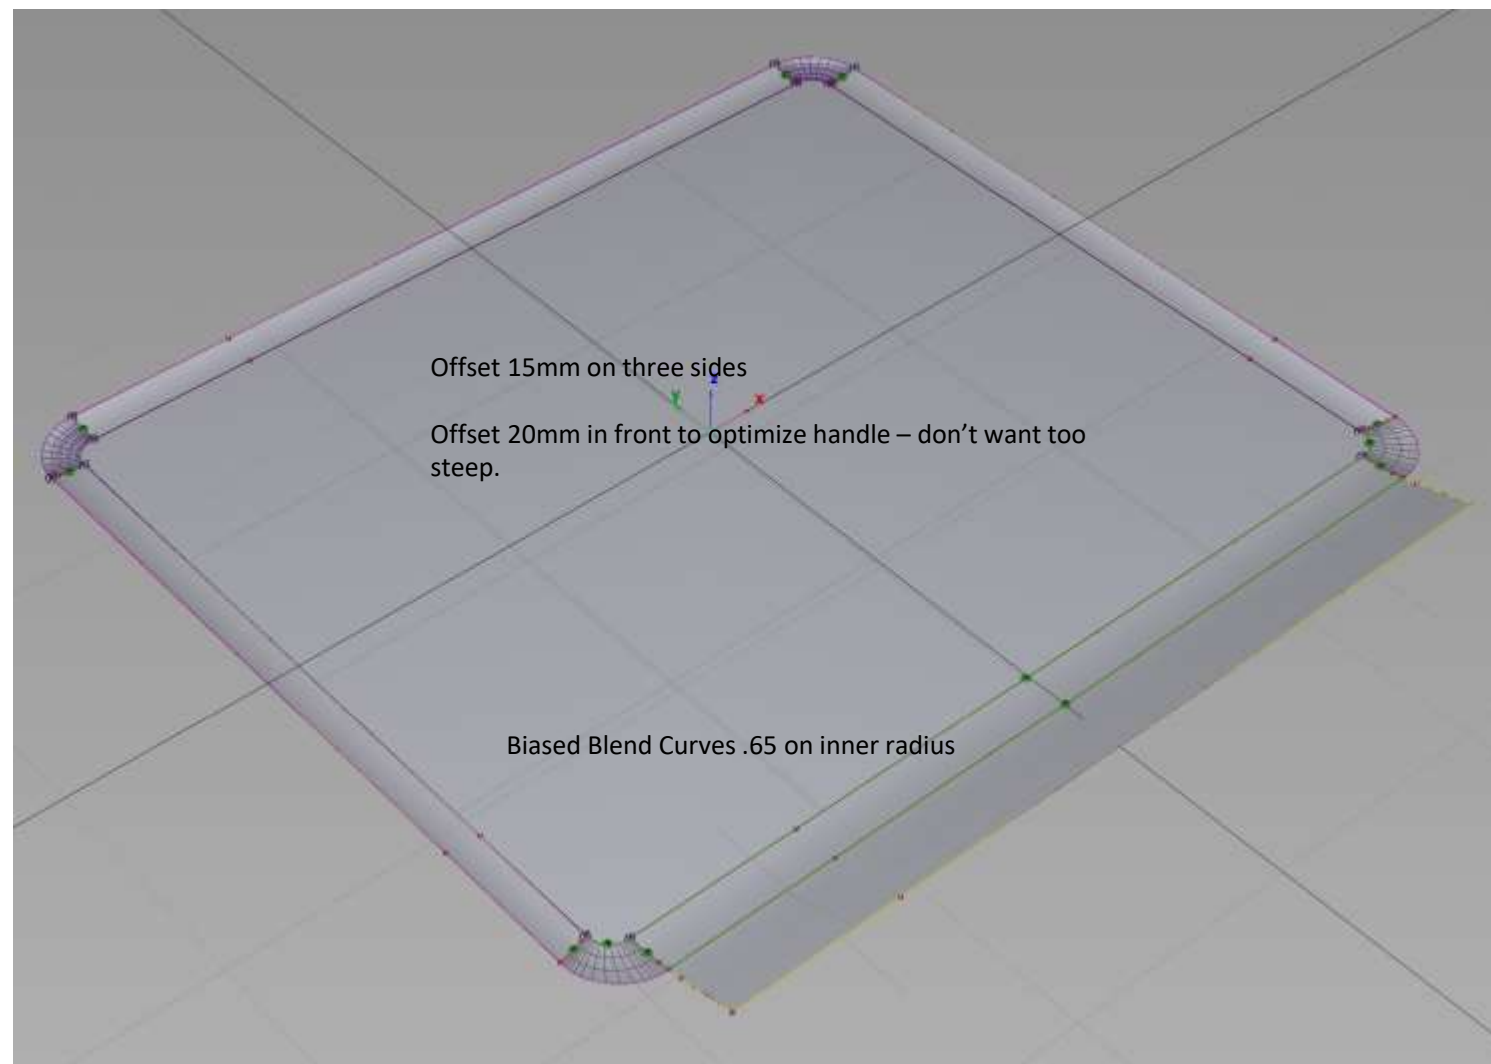 Offset 15mm on three sides
Offset 20mm in front to optimize handle – don’t want too
steep.
Biased Blend Curves .65 on inner radius